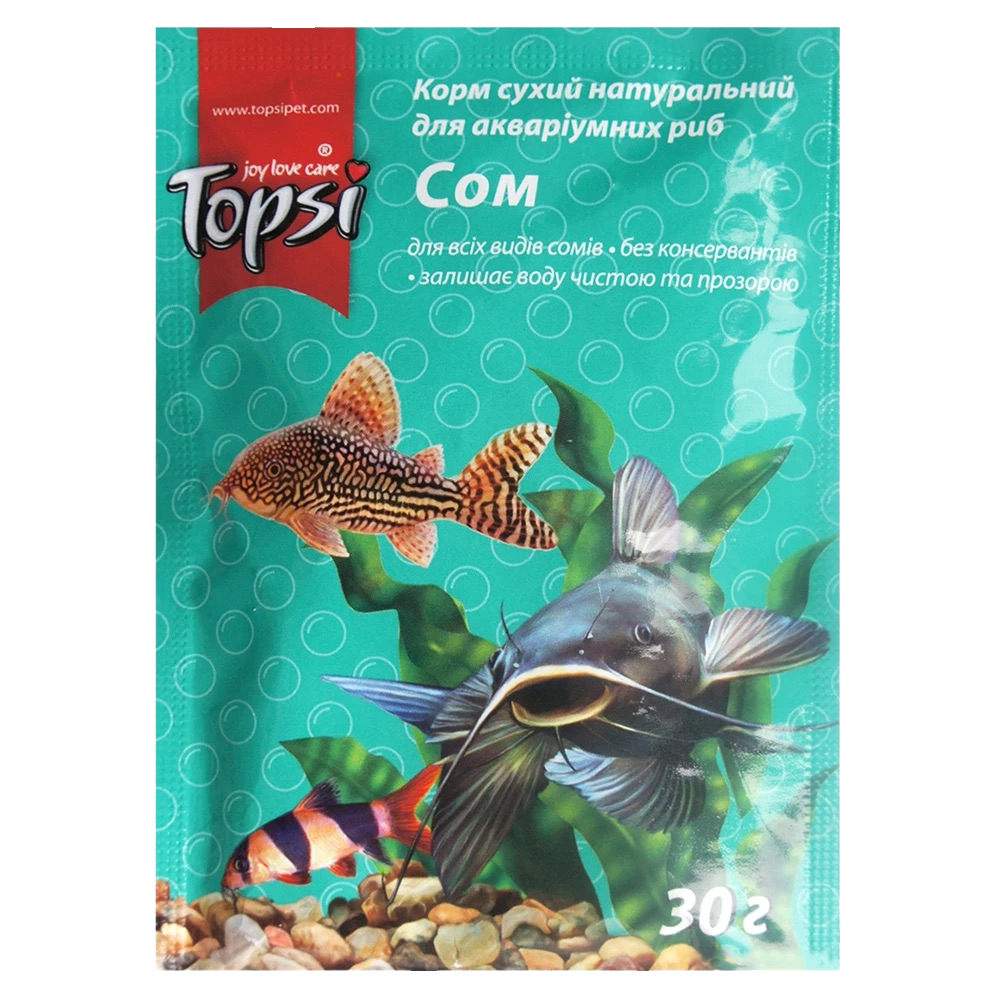 www.topsipet.com
joy love care ®
Topsi
Корм сухий натуральний
для акваріумних риб
Сом
для всіх видів сомів • без консервантів
• залишає воду чистою та прозорою
30 г